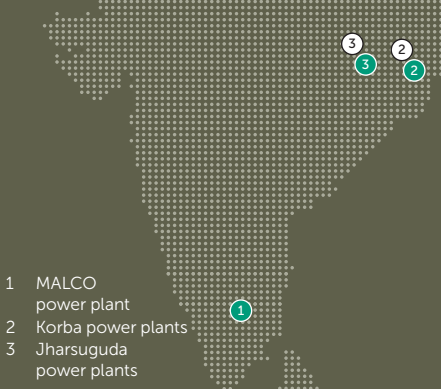 3
2
3
2
1
1 MALCO
power plant
2 Korba power plants
3 Jharsuguda
power plants